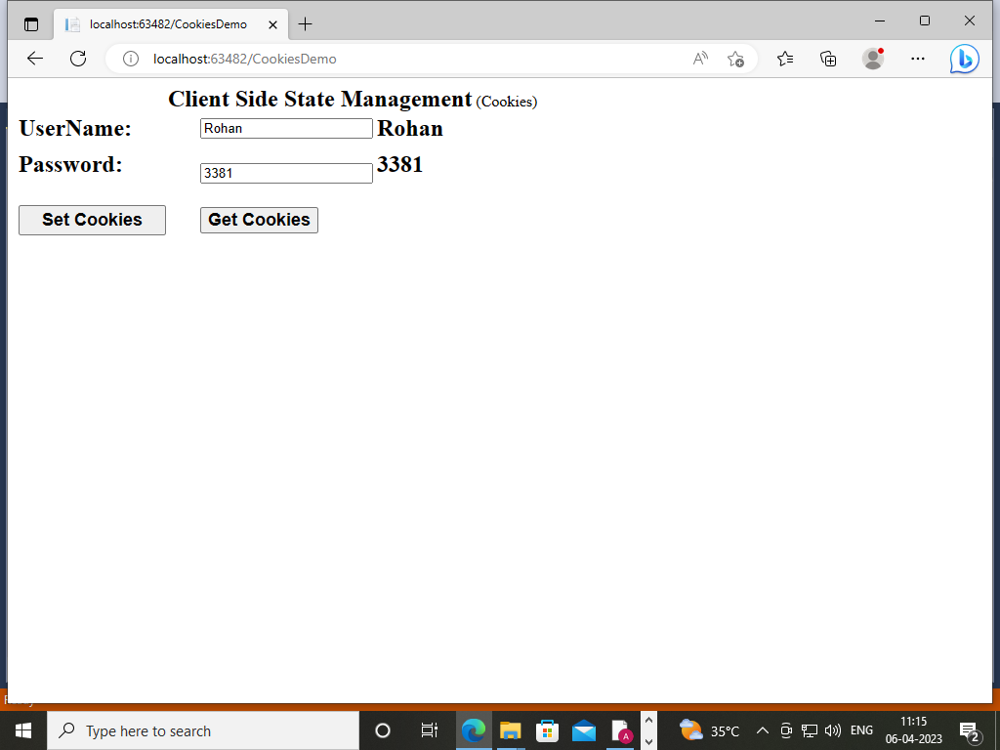 localhost:63482/CookiesDemo
localhost:63482/CookiesDemo
Client Side State Management (Cookies)
UserName: Rohan Rohan
Password: 3381 3381
Set Cookies Get Cookies
Type here to search
35°C
ENG
11:15
06-04-2023
2